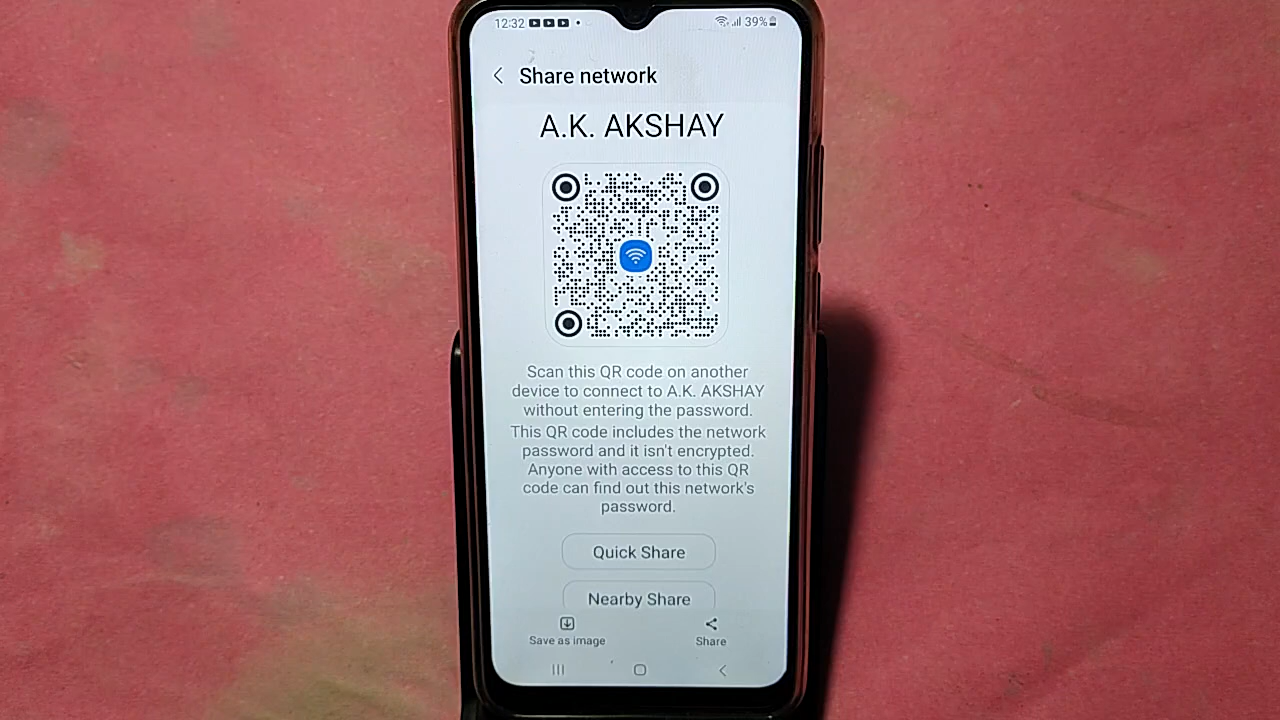 12:32
39%
Share network
A.K. AKSHAY
Scan this QR code on another
device to connect to A.K. AKSHAY
without entering the password.
This QR code includes the network
password and it isn't encrypted.
Anyone with access to this QR
code can find out this network's
password.
Quick Share
Nearby Share
Save as image
Share